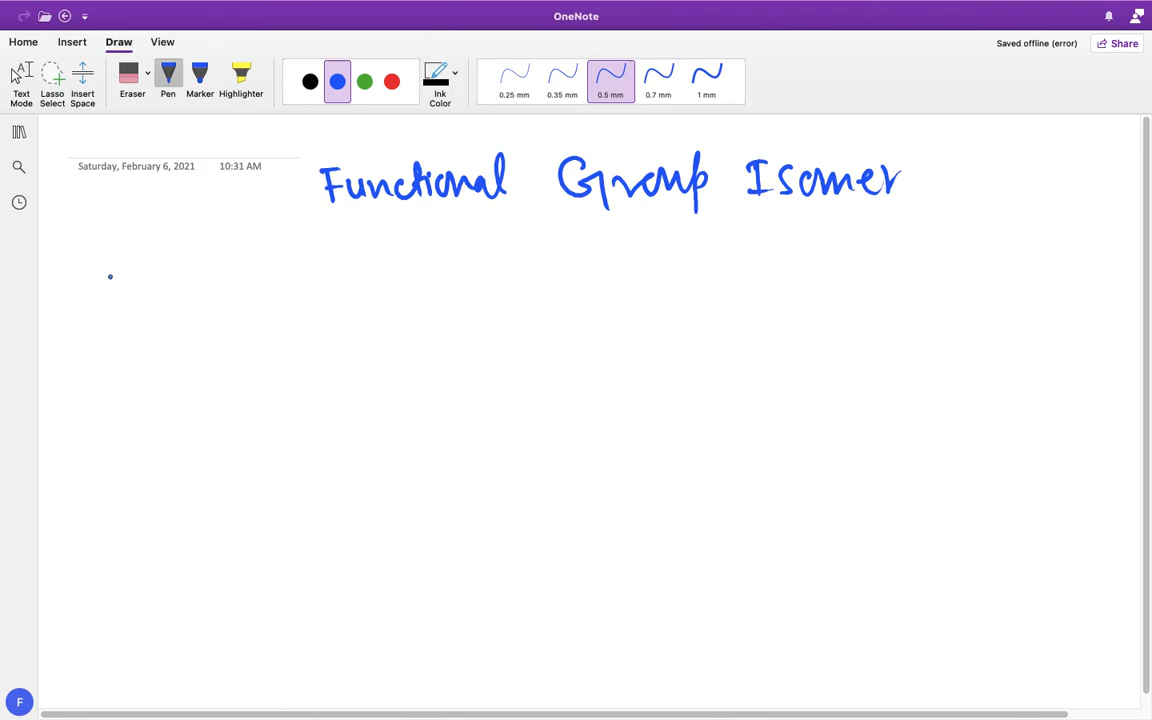 OneNote
Home Insert Draw View Saved offline (error) Share
Text Mode Lasso Select Insert Space Eraser Pen Marker Highlighter Ink Color 0.25 mm 0.35 mm 0.5 mm 0.7 mm 1 mm
Saturday, February 6, 2021 10:31 AM
Functional Group Isomer
F